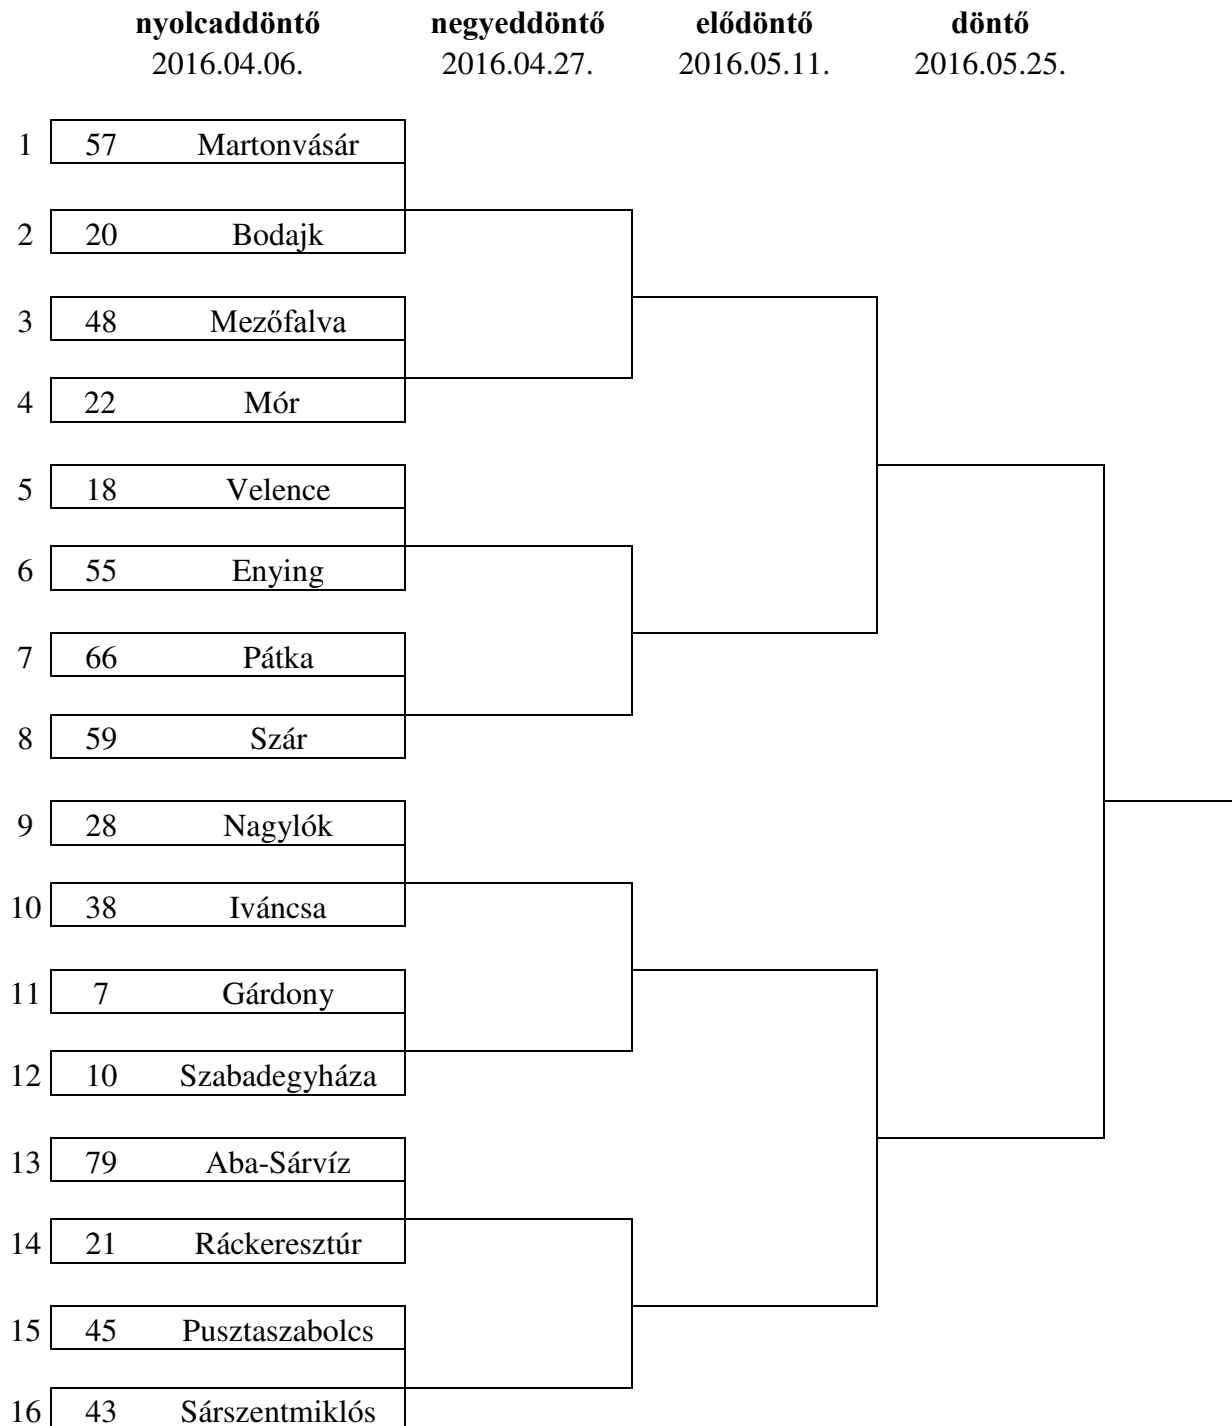 nyolcaddöntő negyeddöntő elődöntő döntő
2016.04.06. 2016.04.27. 2016.05.11. 2016.05.25.
1 57 Martonvásár
2 20 Bodajk
3 48 Mezőfalva
4 22 Mór
5 18 Velence
6 55 Enying
7 66 Pátka
8 59 Szár
9 28 Nagylók
10 38 Iváncsa
11 7 Gárdony
12 10 Szabadegyháza
13 79 Aba-Sárvíz
14 21 Ráckeresztúr
15 45 Pusztaszabolcs
16 43 Sárszentmiklós